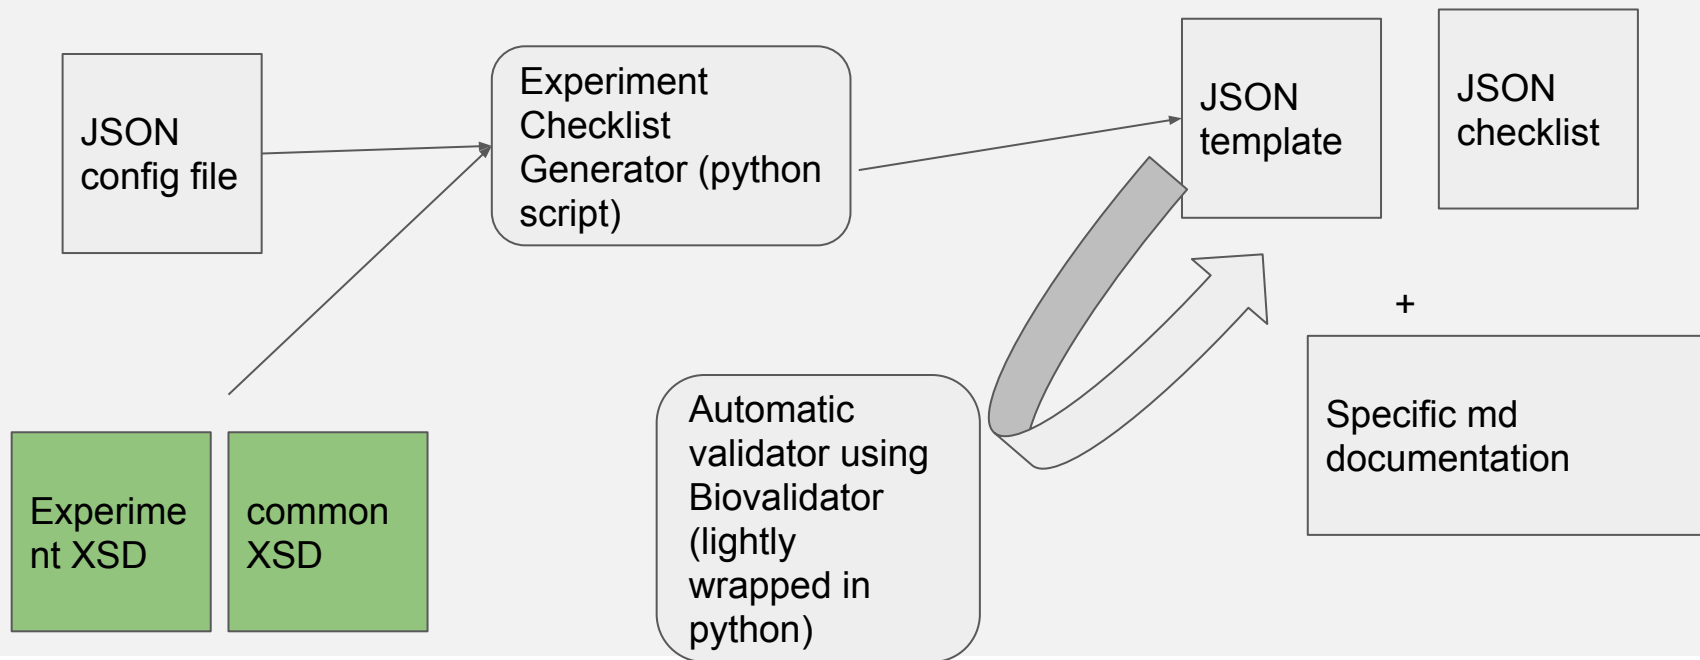 JSON
config file
Experiment
Checklist
Generator (python
script)
JSON
template
JSON
checklist
+
Specific md
documentation
Automatic
validator using
Biovalidator
(lightly
wrapped in
python)
Experime
nt XSD
common
XSD